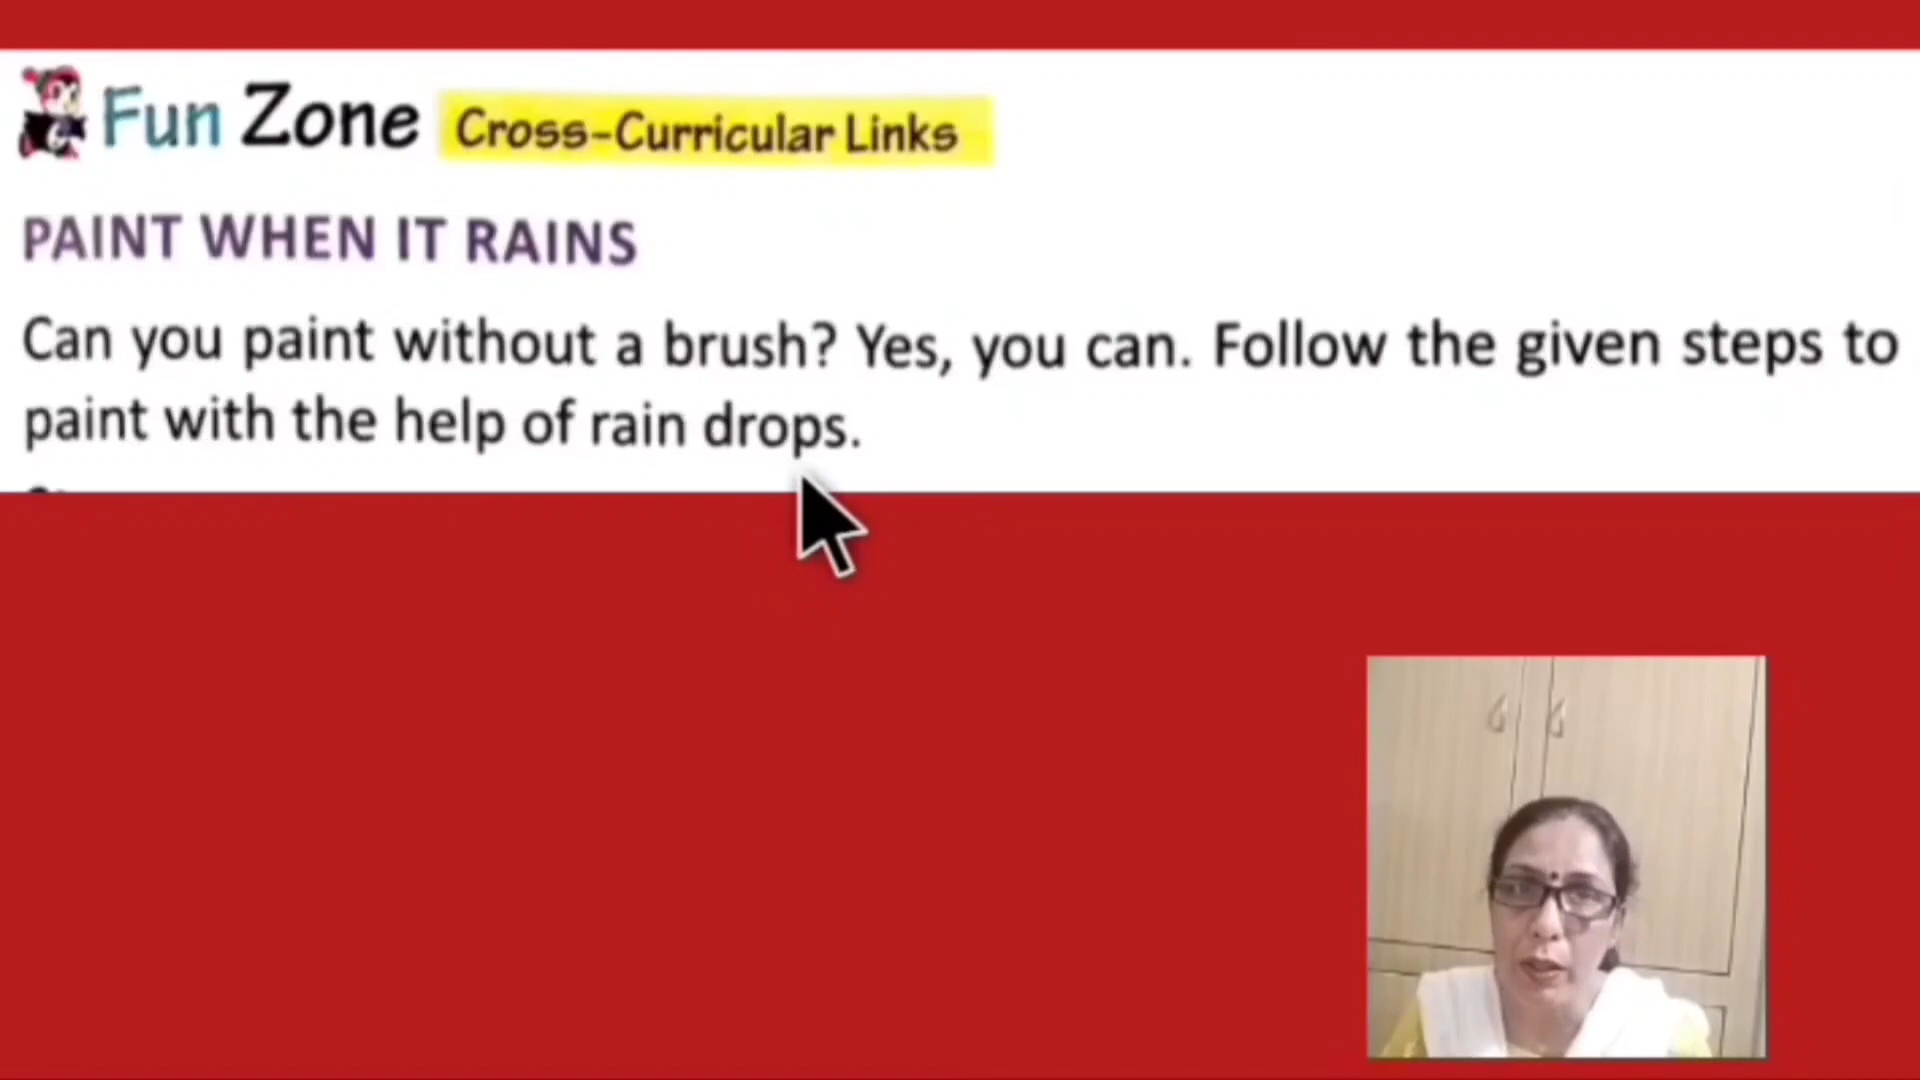 Fun Zone Cross-Curricular Links
PAINT WHEN IT RAINS
Can you paint without a brush? Yes, you can. Follow the given steps to
paint with the help of rain drops.